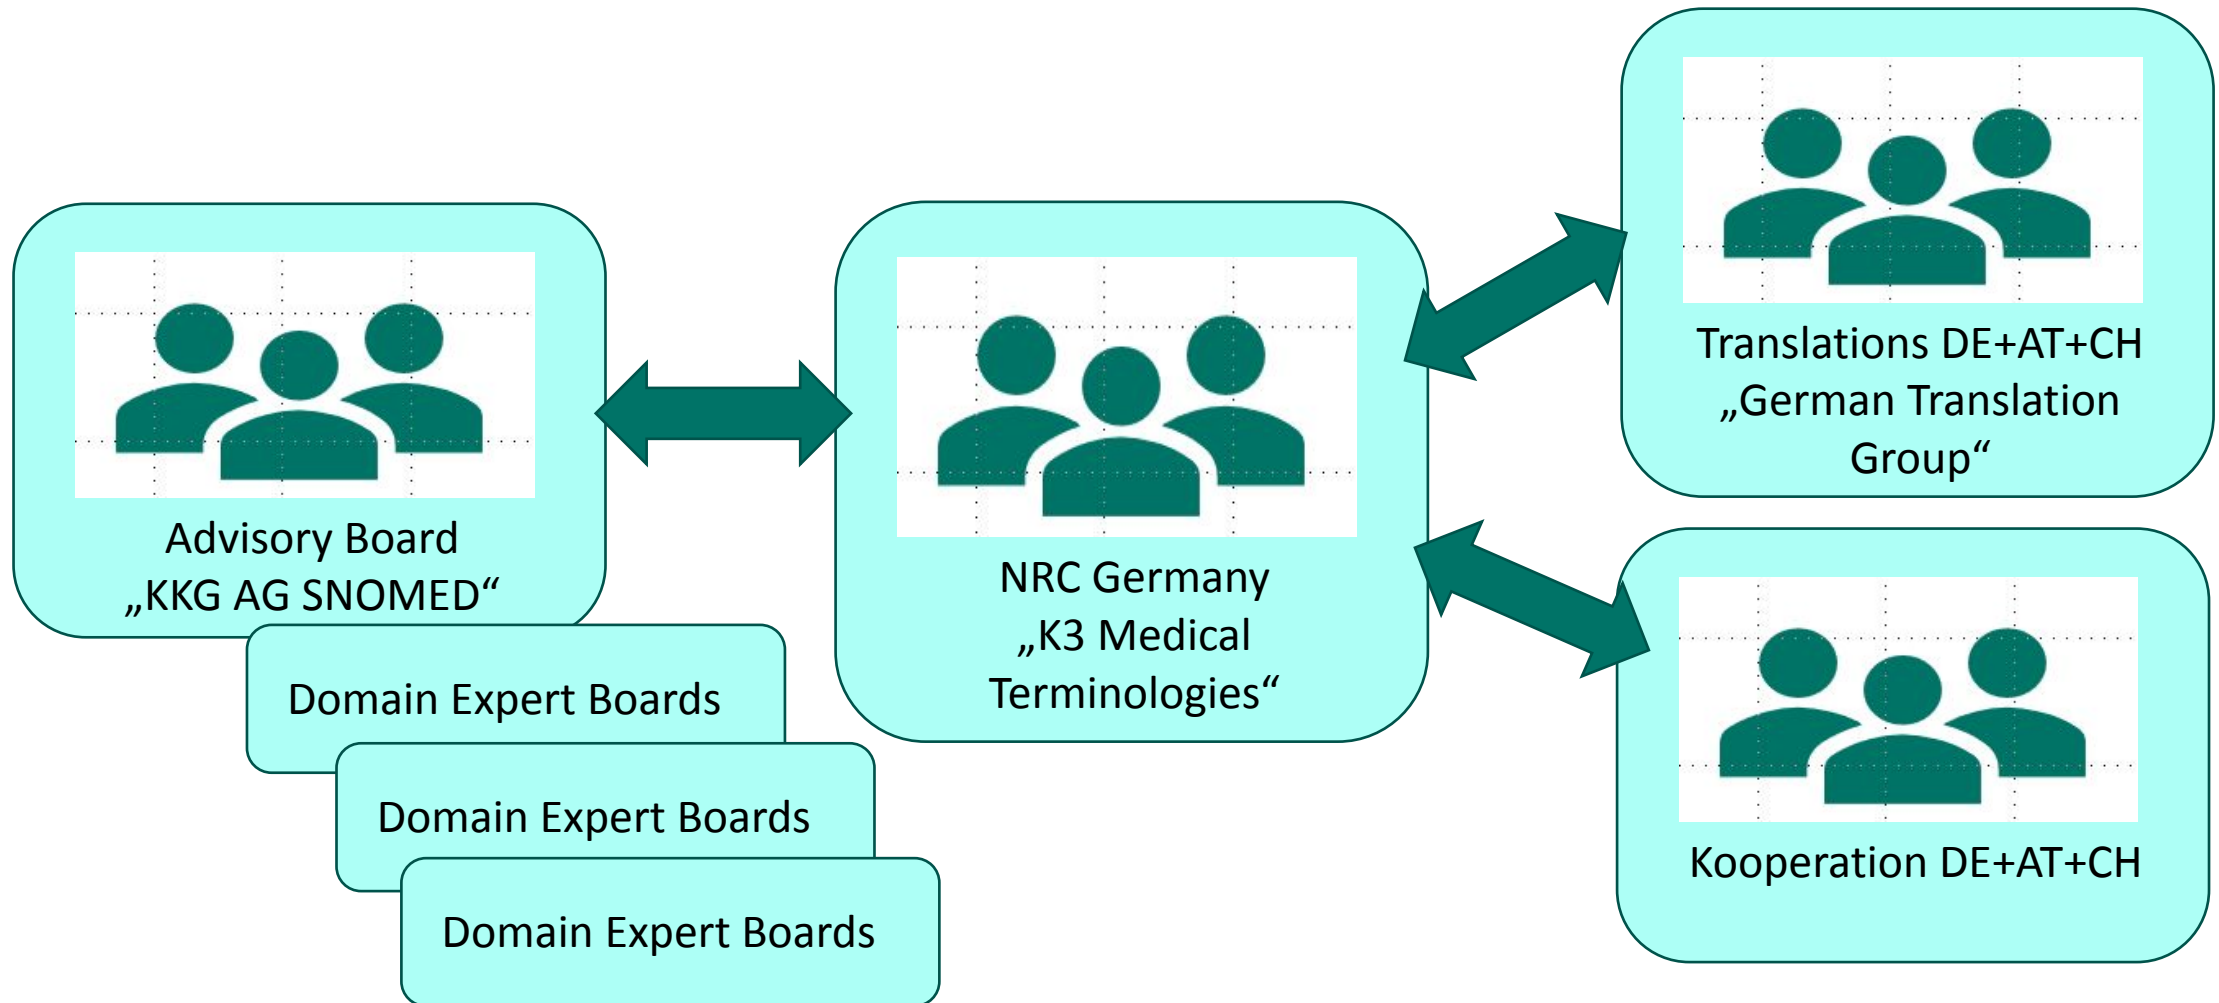 Advisory Board
„KKG AG SNOMED“
Domain Expert Boards
Domain Expert Boards
Domain Expert Boards
NRC Germany
„K3 Medical
Terminologies“
Translations DE+AT+CH
„German Translation
Group“
Kooperation DE+AT+CH